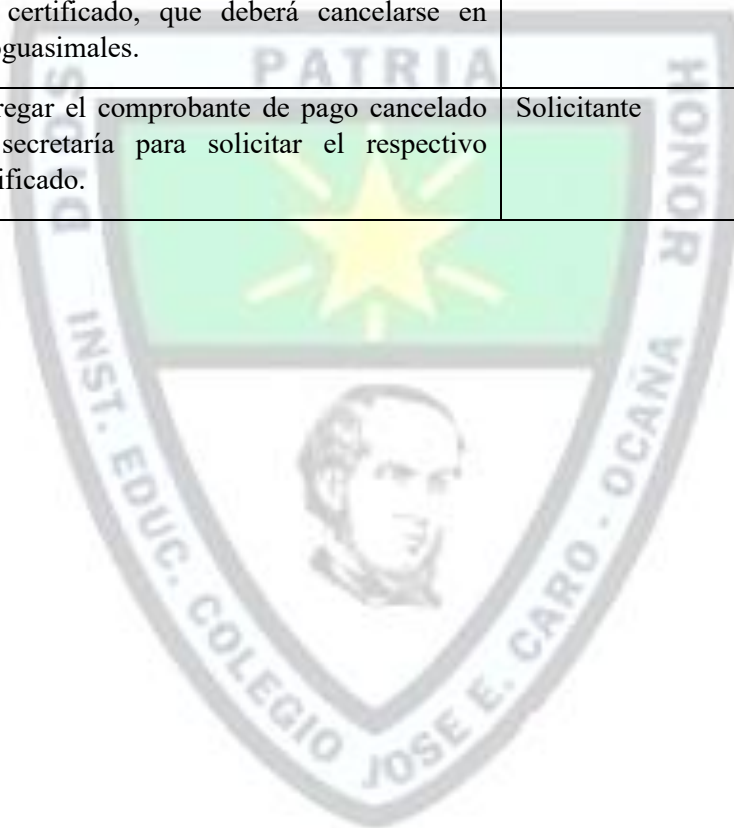 certificado, que deberá cancelarse en
guasimales.
PATRIA
HONOR
regar el comprobante de pago cancelado
Solicitante
secretaría para solicitar el respectivo
ificado.
INST. EDUC. COLEGIO JOSE E. CARO - OCAÑA